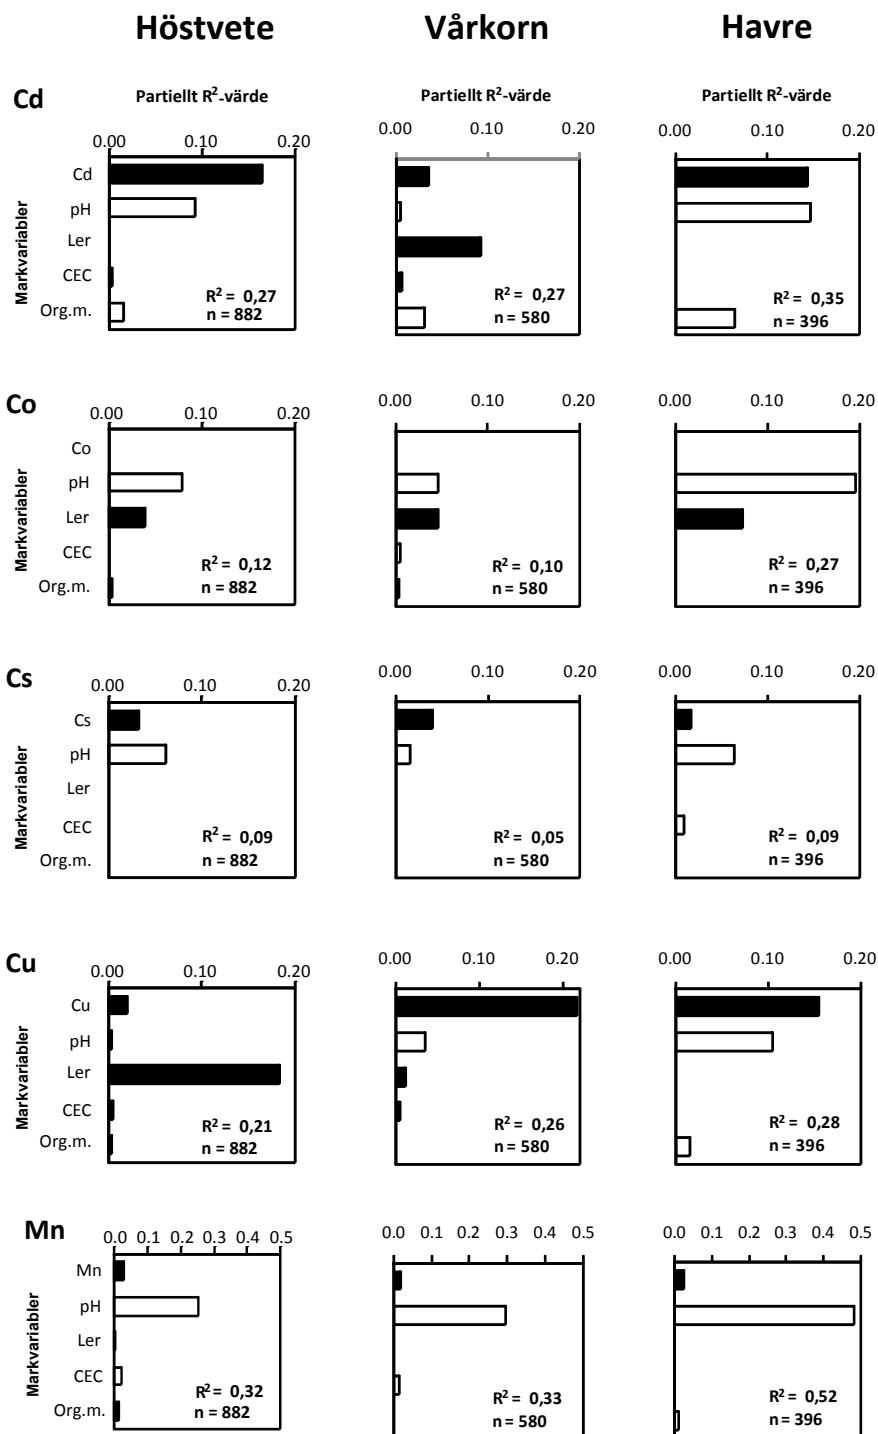 Höstvete Vårkorn Havre
Cd Partiellt R²-värde Partiellt R²-värde Partiellt R²-värde
0.00 0.10 0.20 0.00 0.10 0.20 0.00 0.10 0.20
Markvariabler
Cd
pH
Ler
CEC
Org.m.
R² = 0,27
n = 882
R² = 0,27
n = 580
R² = 0,35
n = 396
Co
0.00 0.10 0.20 0.00 0.10 0.20 0.00 0.10 0.20
Markvariabler
Co
pH
Ler
CEC
Org.m.
R² = 0,12
n = 882
R² = 0,10
n = 580
R² = 0,27
n = 396
Cs
0.00 0.10 0.20 0.00 0.10 0.20 0.00 0.10 0.20
Markvariabler
Cs
pH
Ler
CEC
Org.m.
R² = 0,09
n = 882
R² = 0,05
n = 580
R² = 0,09
n = 396
Cu
0.00 0.10 0.20 0.00 0.10 0.20 0.00 0.10 0.20
Markvariabler
Cu
pH
Ler
CEC
Org.m.
R² = 0,21
n = 882
R² = 0,26
n = 580
R² = 0,28
n = 396
Mn
0.0 0.1 0.2 0.3 0.4 0.5 0.0 0.1 0.2 0.3 0.4 0.5 0.0 0.1 0.2 0.3 0.4 0.5
Markvariabler
Mn
pH
Ler
CEC
Org.m.
R² = 0,32
n = 882
R² = 0,33
n = 580
R² = 0,52
n = 396